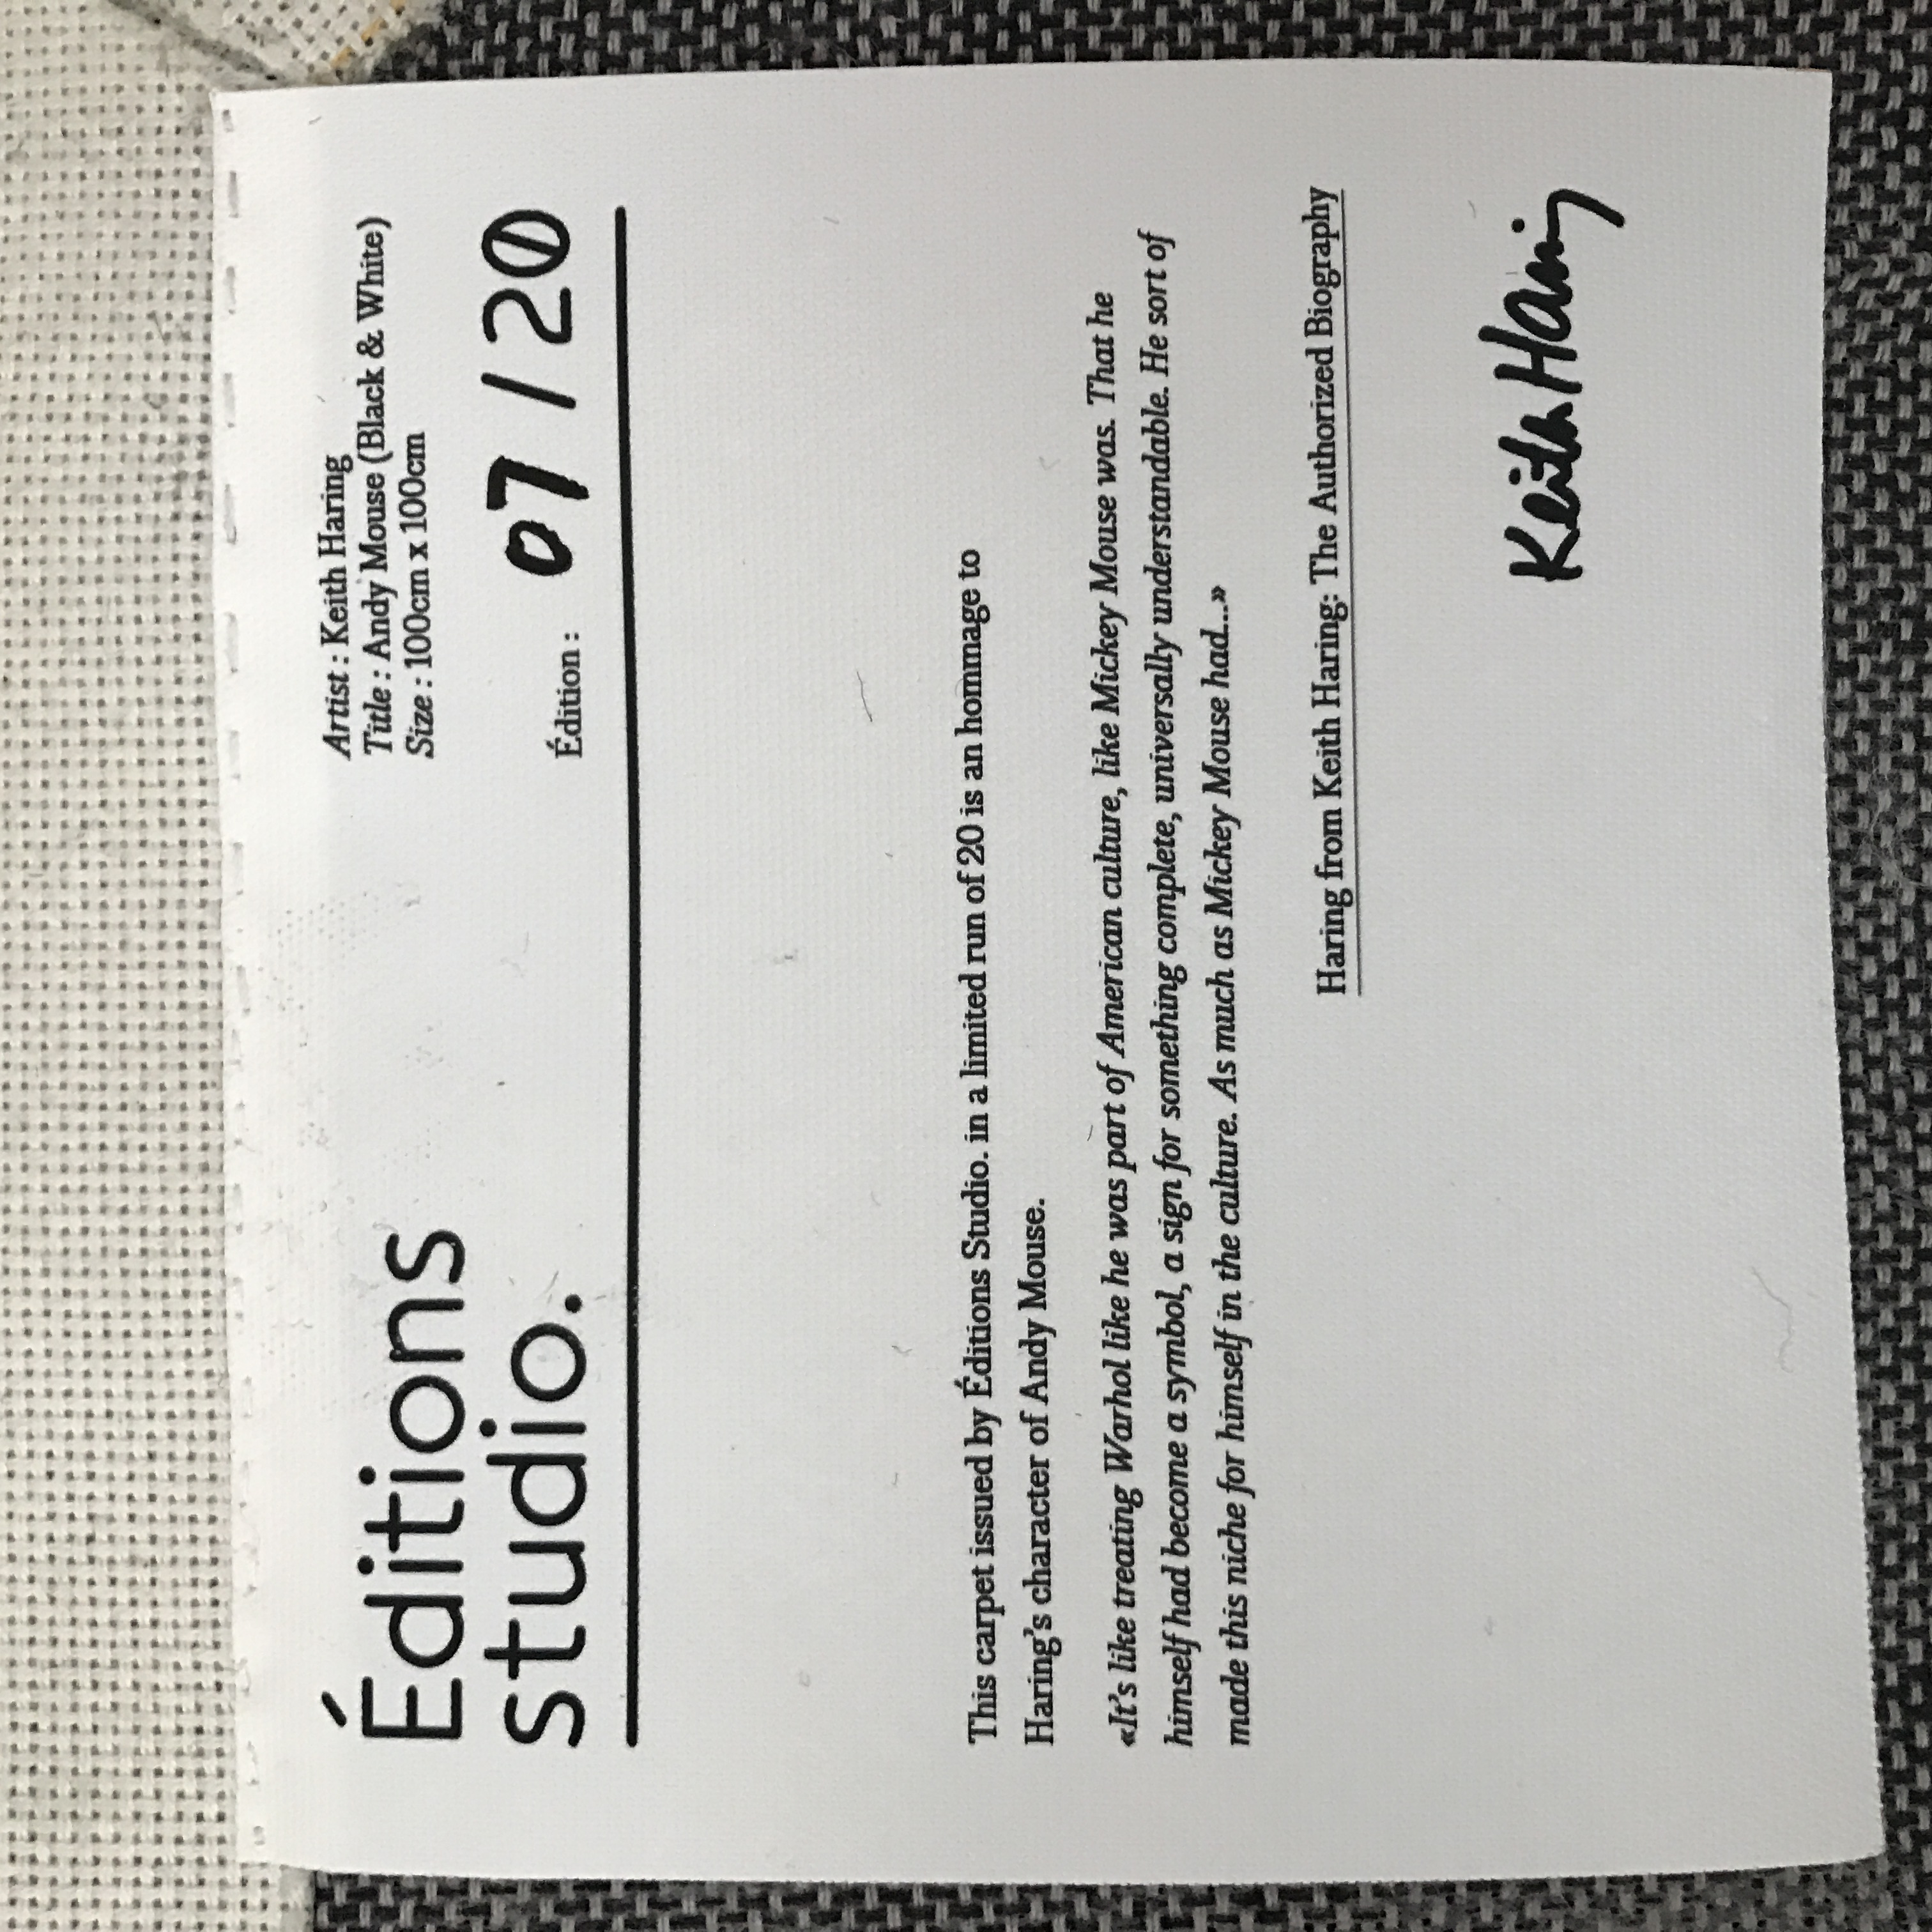 Éditions
studio.
Artist : Keith Haring
Title : Andy Mouse (Black & White)
Size : 100cm x 100cm
Édition : 07 / 20
This carpet issued by Éditions Studio. in a limited run of 20 is an hommage to
Haring's character of Andy Mouse.
«It's like treating Warhol like he was part of American culture, like Mickey Mouse was. That he
himself had become a symbol, a sign for something complete, universally understandable. He sort of
made this niche for himself in the culture. As much as Mickey Mouse had...»
Haring from Keith Haring: The Authorized Biography
Keith Haring